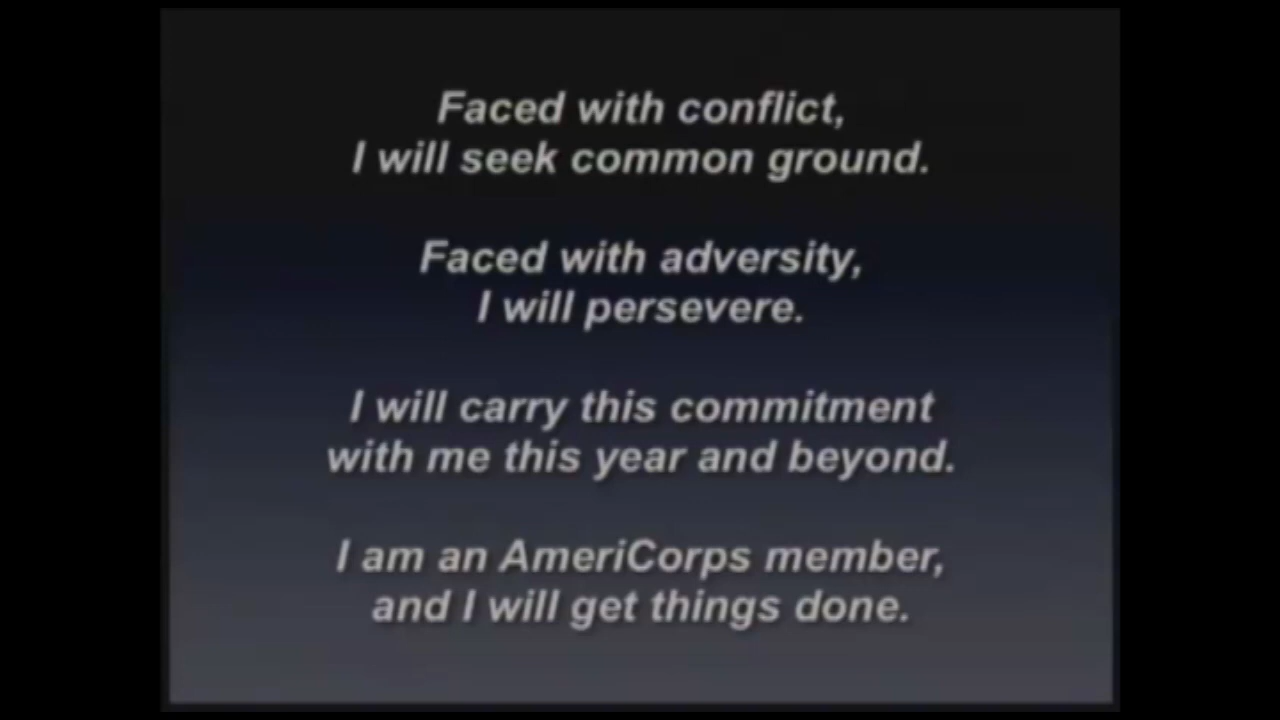 Faced with conflict,
I will seek common ground.
Faced with adversity,
I will persevere.
I will carry this commitment
with me this year and beyond.
I am an AmeriCorps member,
and I will get things done.